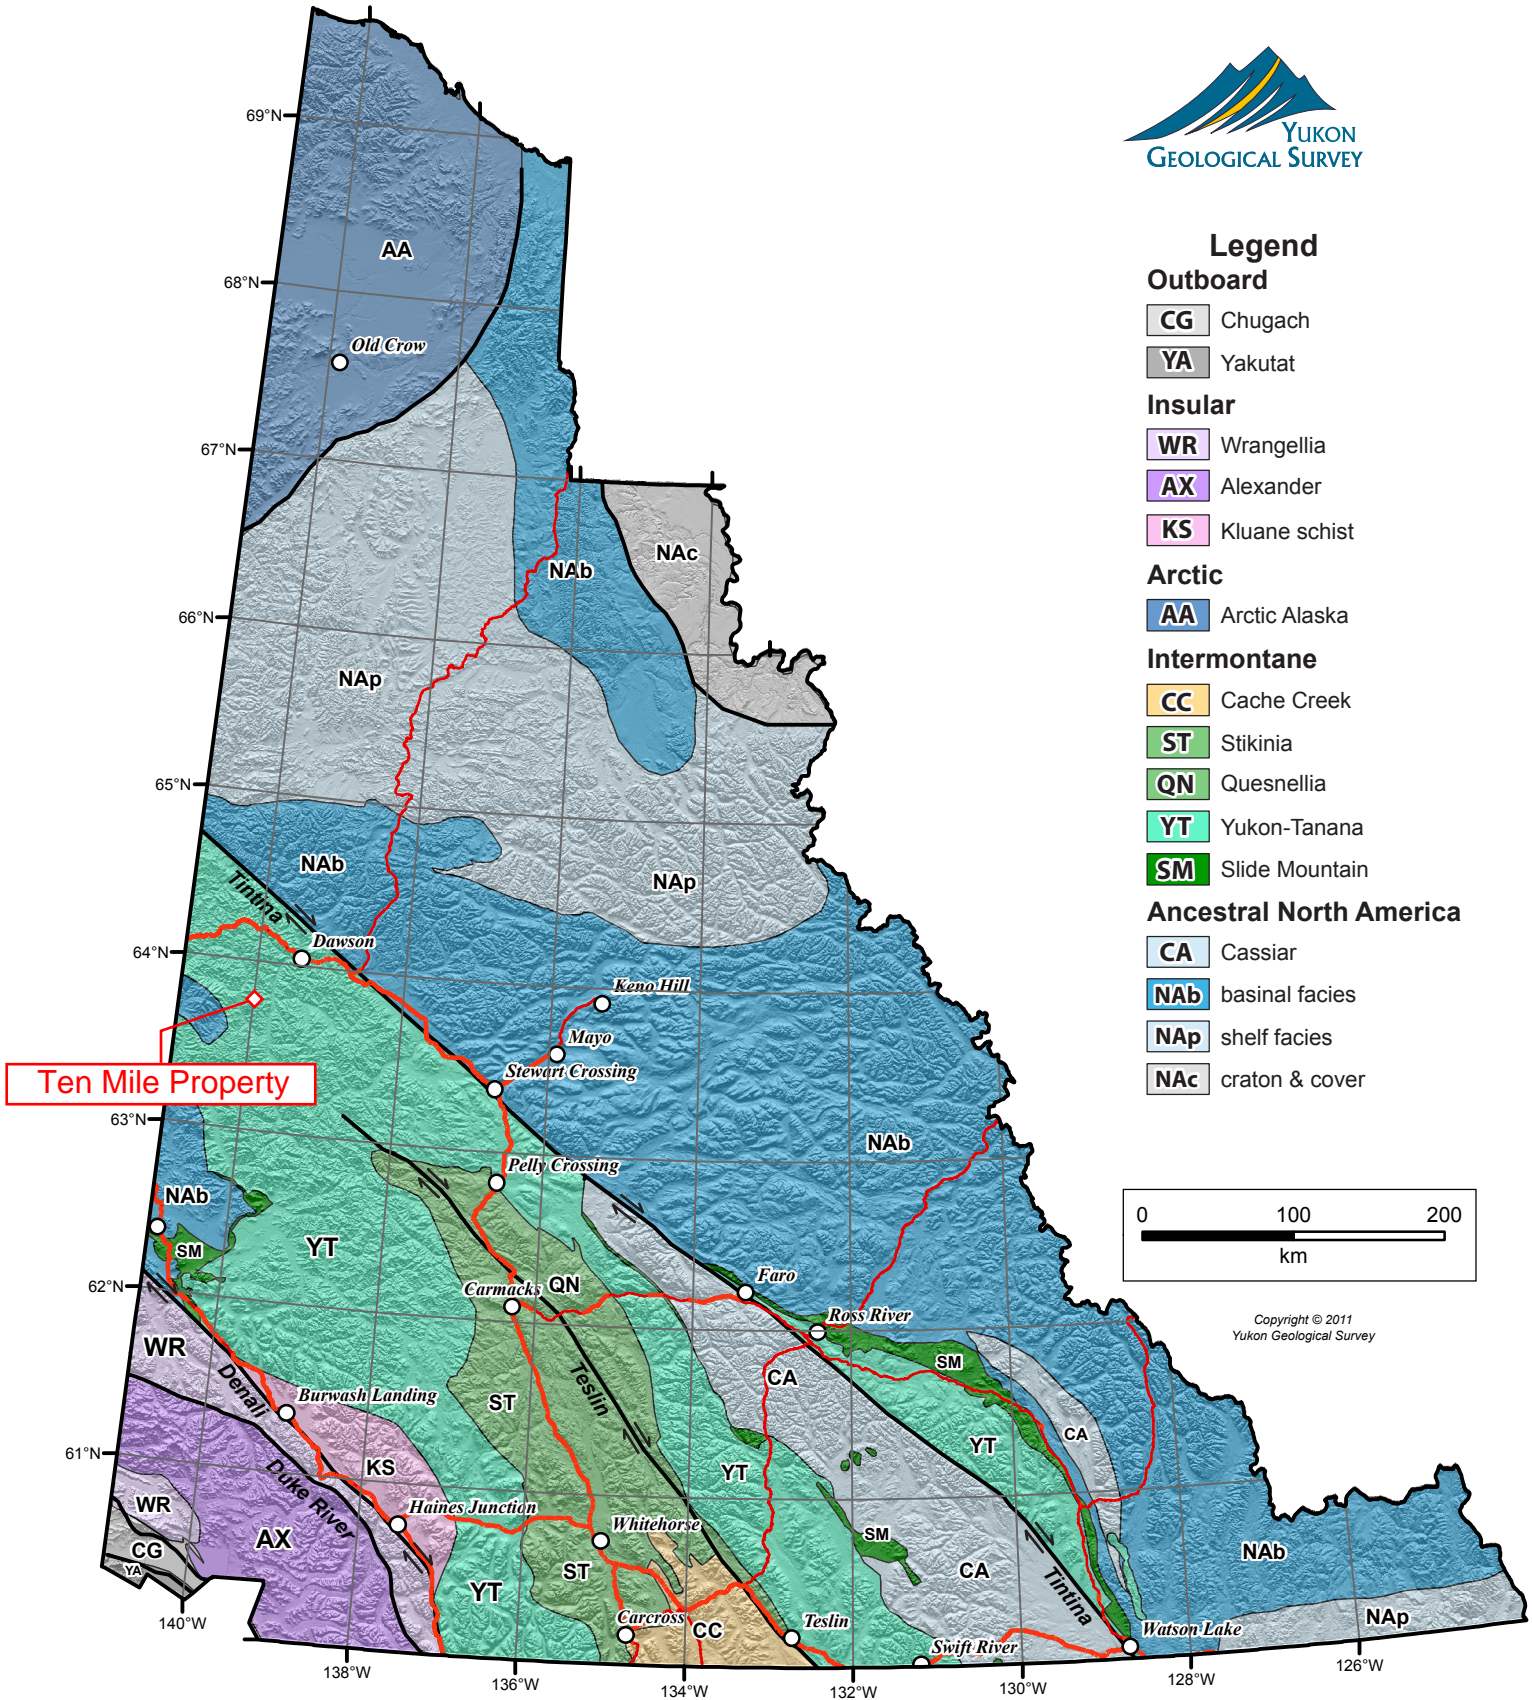 YUKON
GEOLOGICAL SURVEY
Legend
Outboard
CG Chugach
YA Yakutat
Insular
WR Wrangellia
AX Alexander
KS Kluane schist
Arctic
AA Arctic Alaska
Intermontane
CC Cache Creek
ST Stikinia
QN Quesnellia
YT Yukon-Tanana
SM Slide Mountain
Ancestral North America
CA Cassiar
NAb basinal facies
NAp shelf facies
NAc craton & cover
0 100 200
km
Copyright © 2011
Yukon Geological Survey
69°N
AA
68°N
Old Crow
67°N
NAc
NAb
66°N
NAp
65°N
NAb
NAp
Tintina
Dawson
64°N
Keno Hill
Mayo
Stewart Crossing
Ten Mile Property
63°N
NAb
Pelly Crossing
NAb
YT
SM
62°N
Carmacks
QN
Faro
Ross River
WR
Denali
Burwash Landing
ST
Teslin
CA
SM
CA
61°N
KS
YT
YT
Duke River
WR
Haines Junction
Whitehorse
SM
AX
CG
YA
YT
ST
CA
Tintina
NAb
140°W
Carcross
CC
Teslin
Swift River
Watson Lake
NAp
138°W
136°W
134°W
132°W
130°W
128°W
126°W